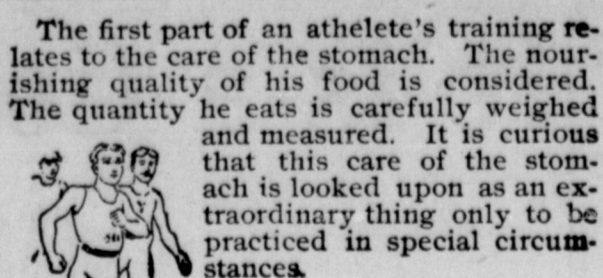 The first part of an athelete's training re-
lates to the care of the stomach. The nour-
ishing quality of his food is considered.
The quantity he eats is carefully weighed
and measured. It is curious
that this care of the stom-
ach is looked upon as an ex-
traordinary thing only to be
practiced in special circum-
stances.